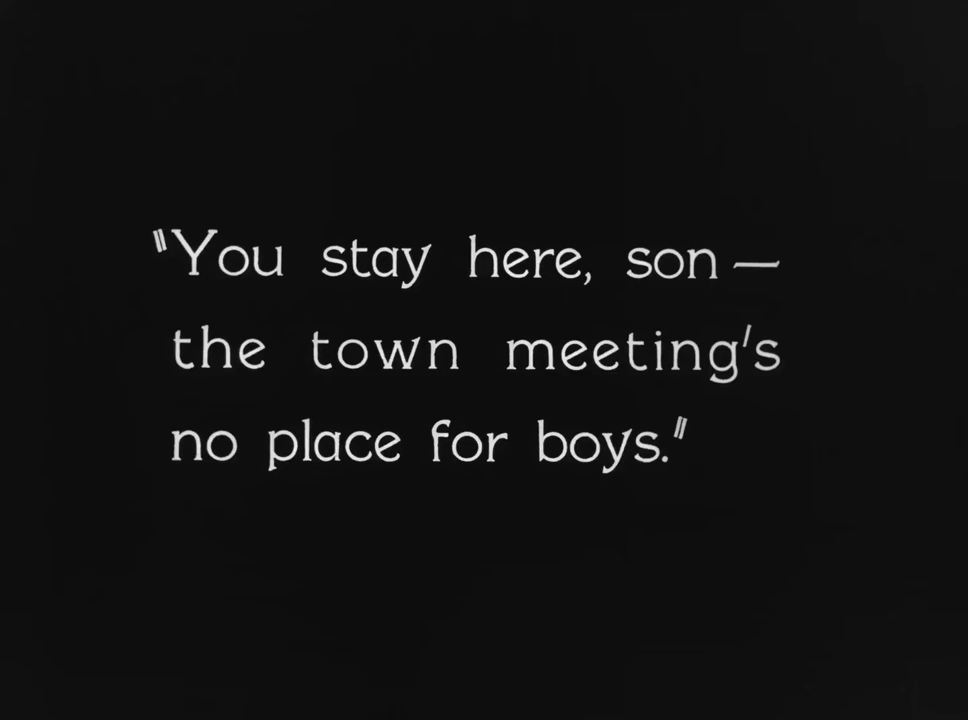 "You stay here, son —
the town meeting's
no place for boys."